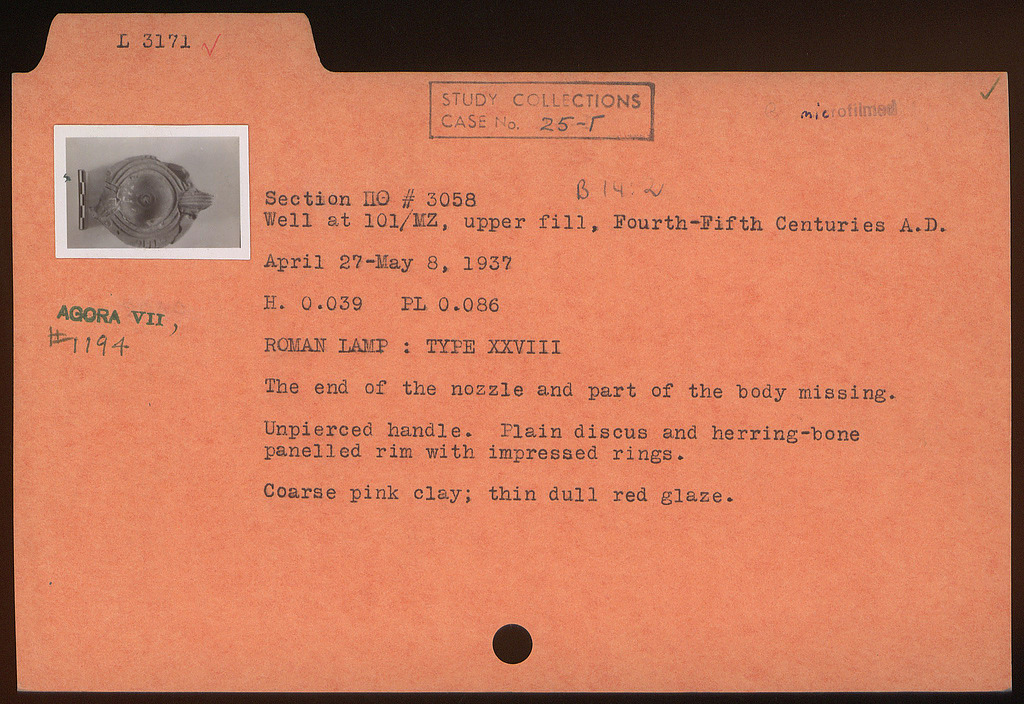 L 3171 ✓
STUDY COLLECTIONS
CASE No. 25-5
microfilmed
B 14:2
Section ΠΘ # 3058
Well at 101/MZ, upper fill, Fourth-Fifth Centuries A.D.
April 27-May 8, 1937
H. 0.039 PL 0.086
AGORA VII,
#1194
ROMAN LAMP : TYPE XXVIII
The end of the nozzle and part of the body missing.
Unpierced handle. Plain discus and herring-bone
panelled rim with impressed rings.
Coarse pink clay; thin dull red glaze.